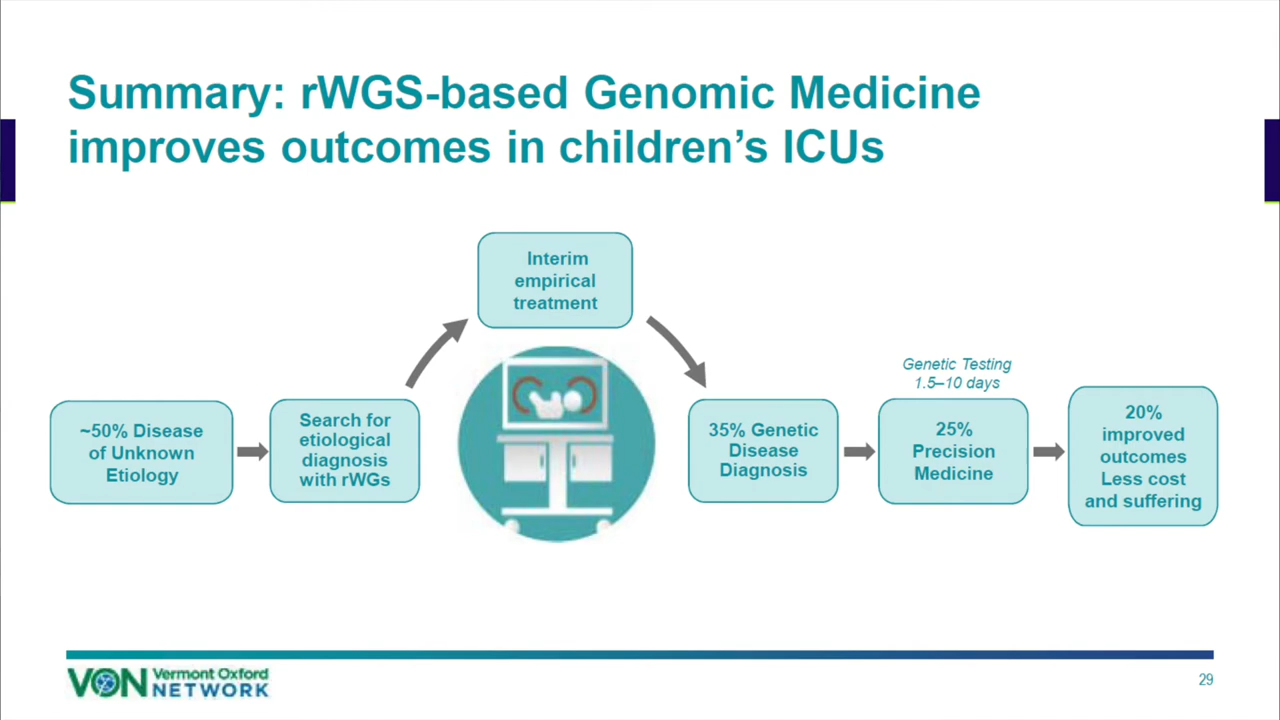 Summary: rWGS-based Genomic Medicine
improves outcomes in children's ICUs
~50% Disease
of Unknown
Etiology
Search for
etiological
diagnosis
with rWGs
Interim
empirical
treatment
35% Genetic
Disease
Diagnosis
Genetic Testing
1.5–10 days
25%
Precision
Medicine
20%
improved
outcomes
Less cost
and suffering
VON Vermont Oxford
NETWORK
29